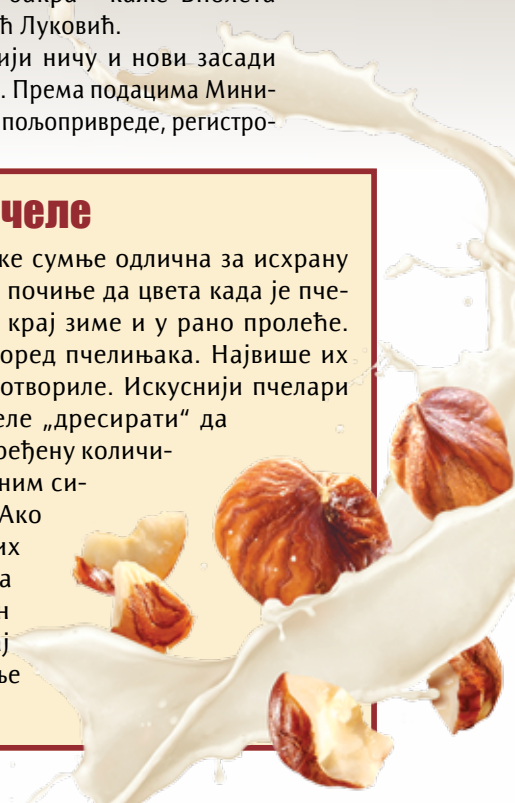 каже Виолета
ћ Луковић.
ији ничу и нови засади
. Према подацима Мини-
пољопривреде, регистро-
челе
ке сумње одлична за исхрану
почиње да цвета када је пче-
крај зиме и у рано пролеће.
оред пчелињака. Највише их
отвориле. Искуснији пчелари
еле „дресирати“ да
ређену количи-
ним си-
Ако
их
а
н
ј
ње